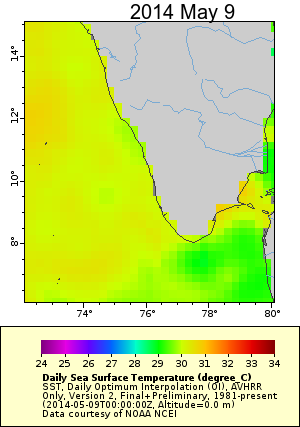 2014 May 9
14°
12°
10°
8°
74° 76° 78° 80°
24 25 26 27 28 29 30 31 32 33 34
Daily Sea Surface Temperature (degree_C)
SST, Daily Optimum Interpolation (OI), AVHRR
Only, Version 2, Final+Preliminary, 1981-present
(2014-05-09T00:00:00Z, Altitude=0.0 m)
Data courtesy of NOAA NCEI